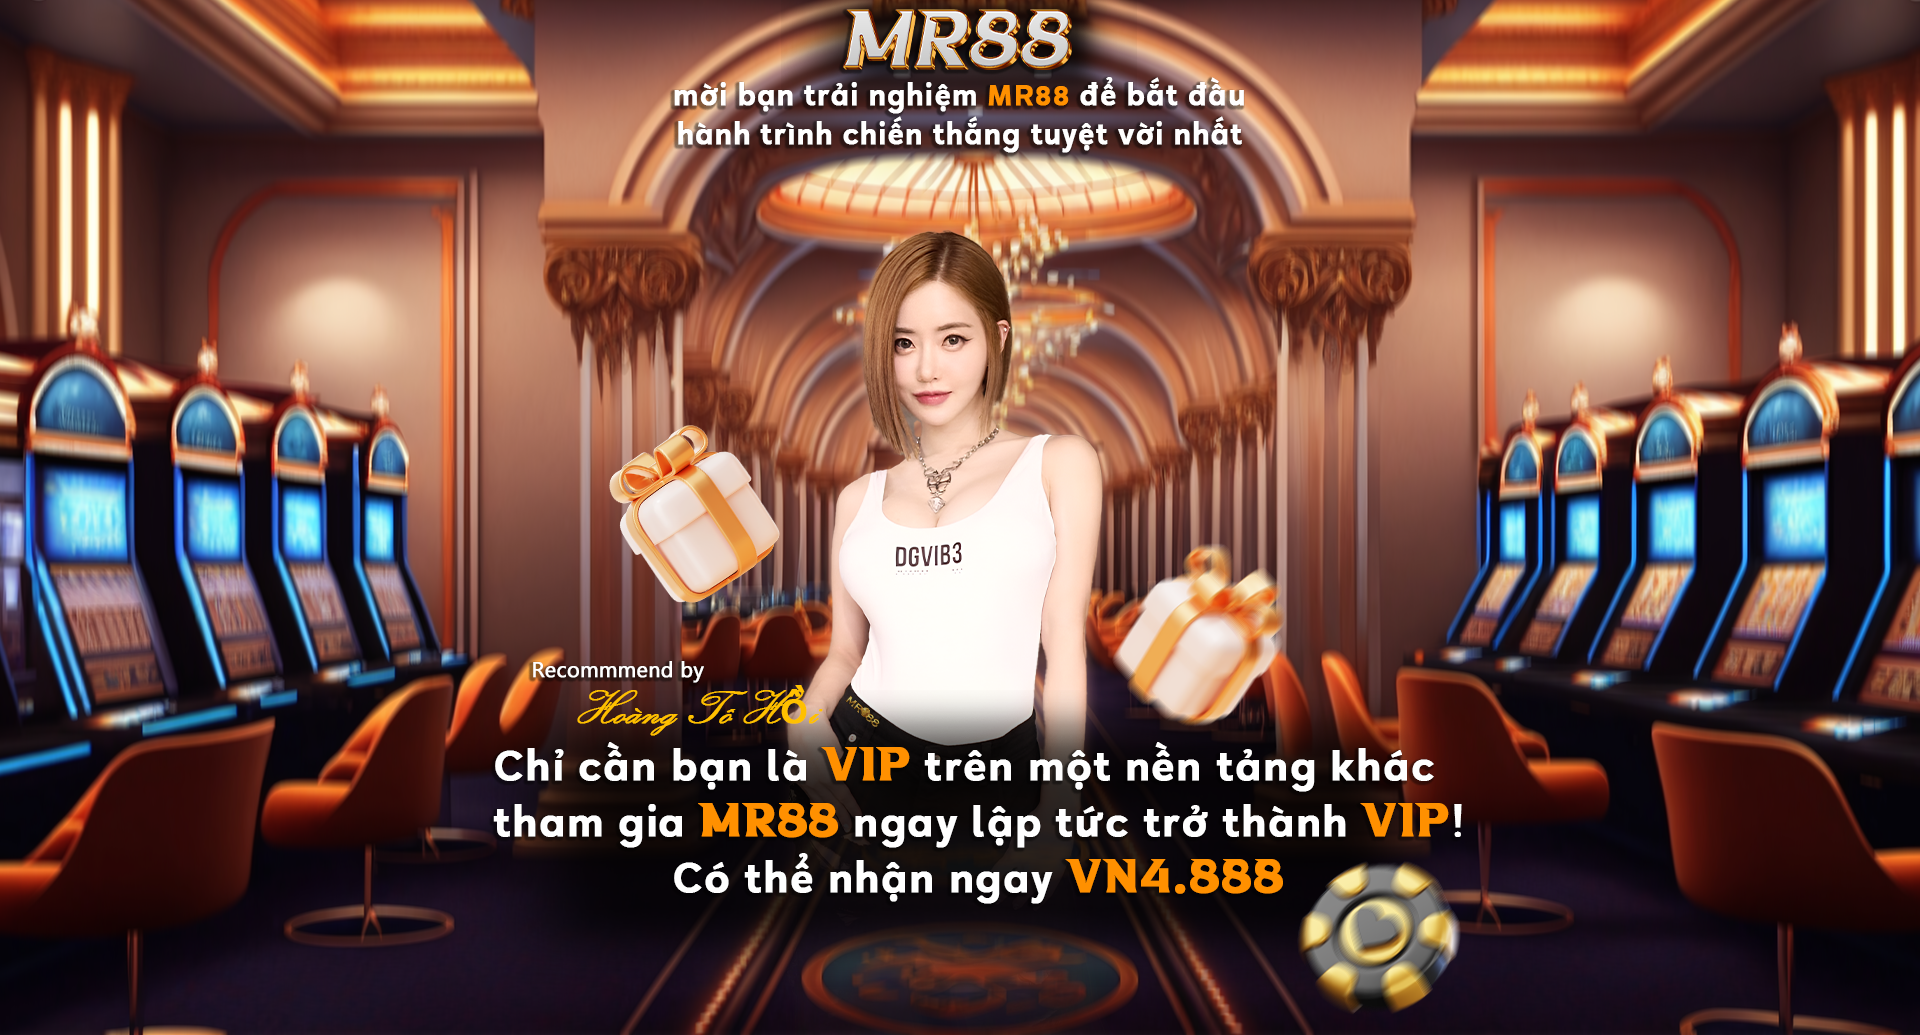 MR88
mời bạn trải nghiệm MR88 để bắt đầu
hành trình chiến thắng tuyệt vời nhất
DGVIB3
Recommmend by
Hoàng Tô Hồi
MR88
Chỉ cần bạn là VIP trên một nền tảng khác
tham gia MR88 ngay lập tức trở thành VIP!
Có thể nhận ngay VN4.888